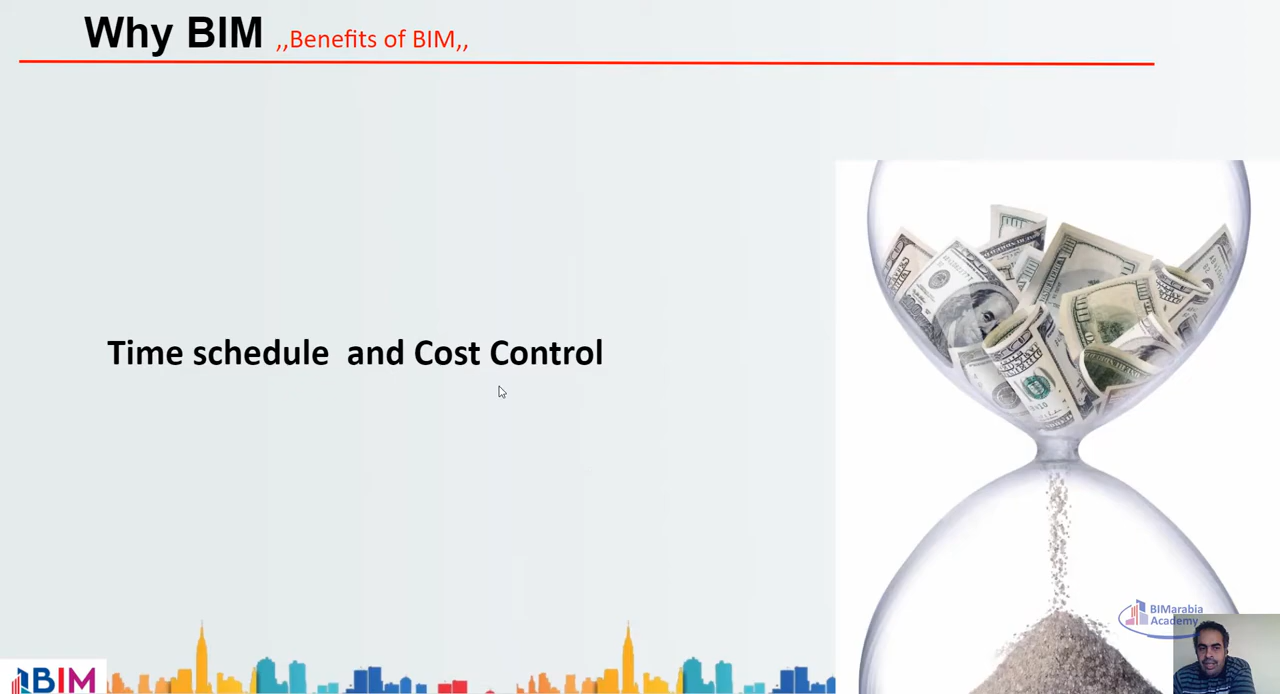 Why BIM ,,Benefits of BIM,,
Time schedule and Cost Control
BIMarabia
Academy
BIM